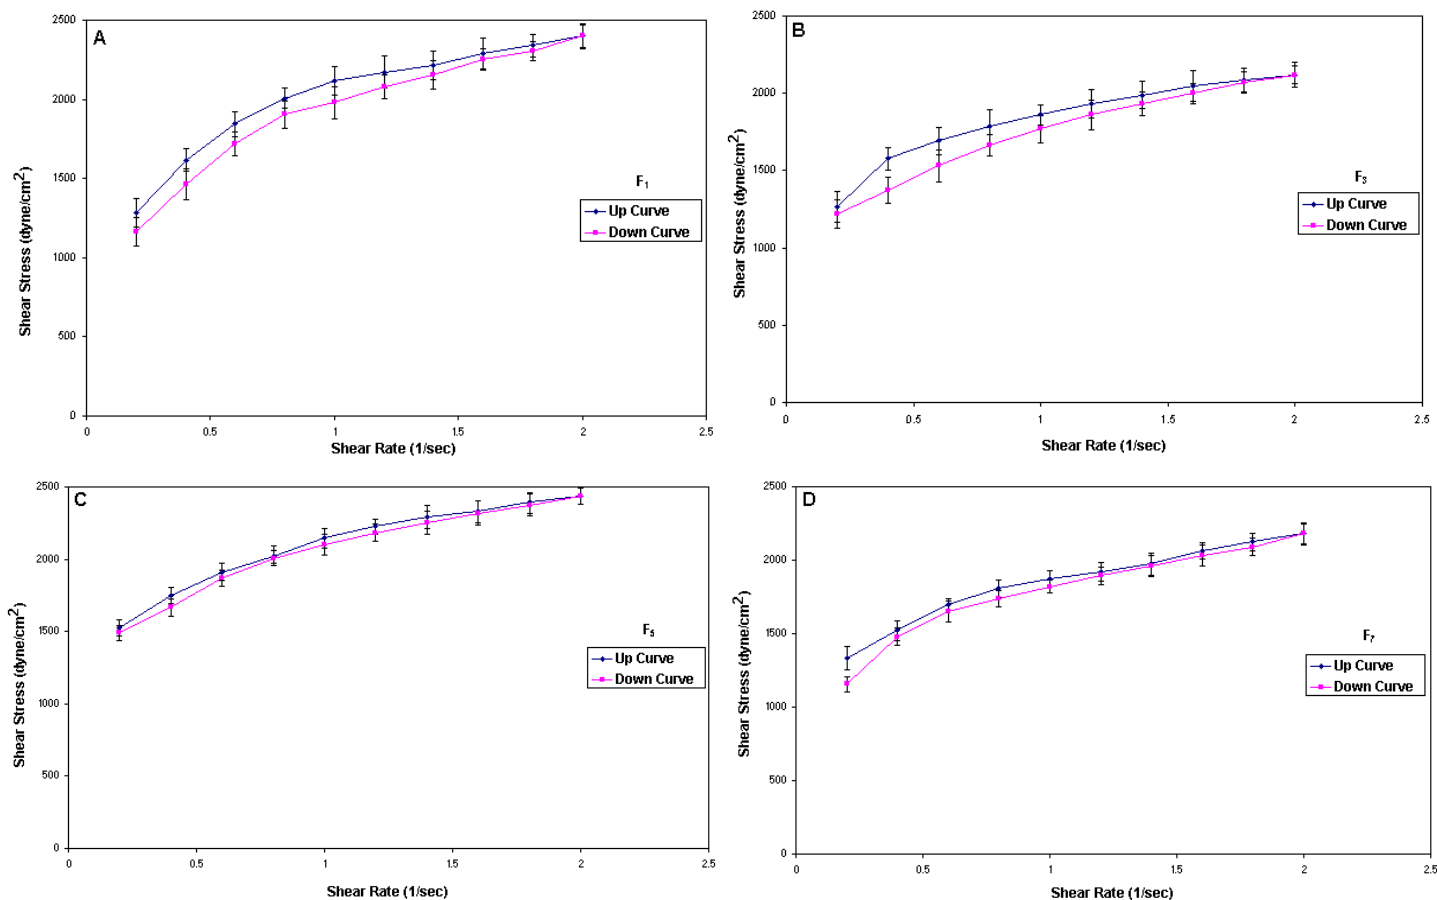 A
2500
2000
1500
1000
500
0
0
0.5
1
1.5
2
2.5
Shear Stress (dyne/cm2)
Shear Rate (1/sec)
F1
Up Curve
Down Curve
B
2500
2000
1500
1000
500
0
0
0.5
1
1.5
2
2.5
Shear Stress (dyne/cm2)
Shear Rate (1/sec)
F3
Up Curve
Down Curve
C
2500
2000
1500
1000
500
0
0
0.5
1
1.5
2
2.5
Shear Stress (dyne/cm2)
Shear Rate (1/sec)
F5
Up Curve
Down Curve
D
2500
2000
1500
1000
500
0
0
0.5
1
1.5
2
2.5
Shear Stress (dyne/cm2)
Shear Rate (1/sec)
F7
Up Curve
Down Curve